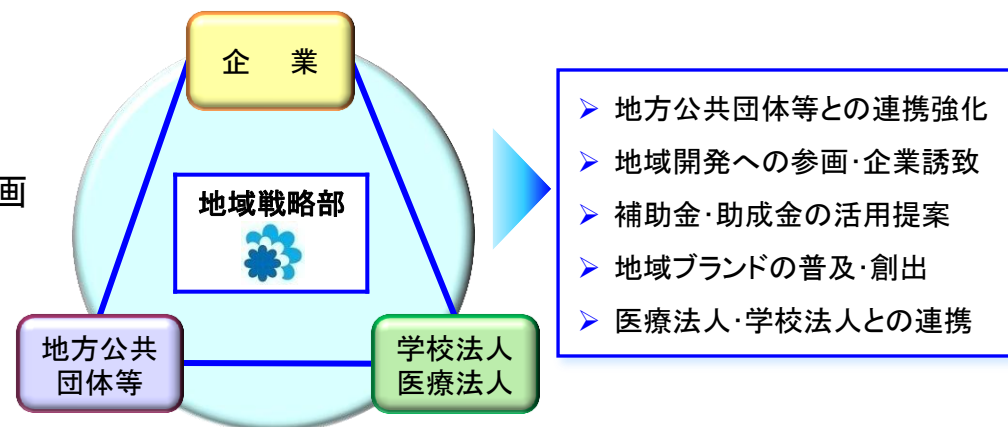 企　業
画
地域戦略部
地方公共
団体等
学校法人
医療法人
➢ 地方公共団体等との連携強化
➢ 地域開発への参画･企業誘致
➢ 補助金･助成金の活用提案
➢ 地域ブランドの普及･創出
➢ 医療法人･学校法人との連携